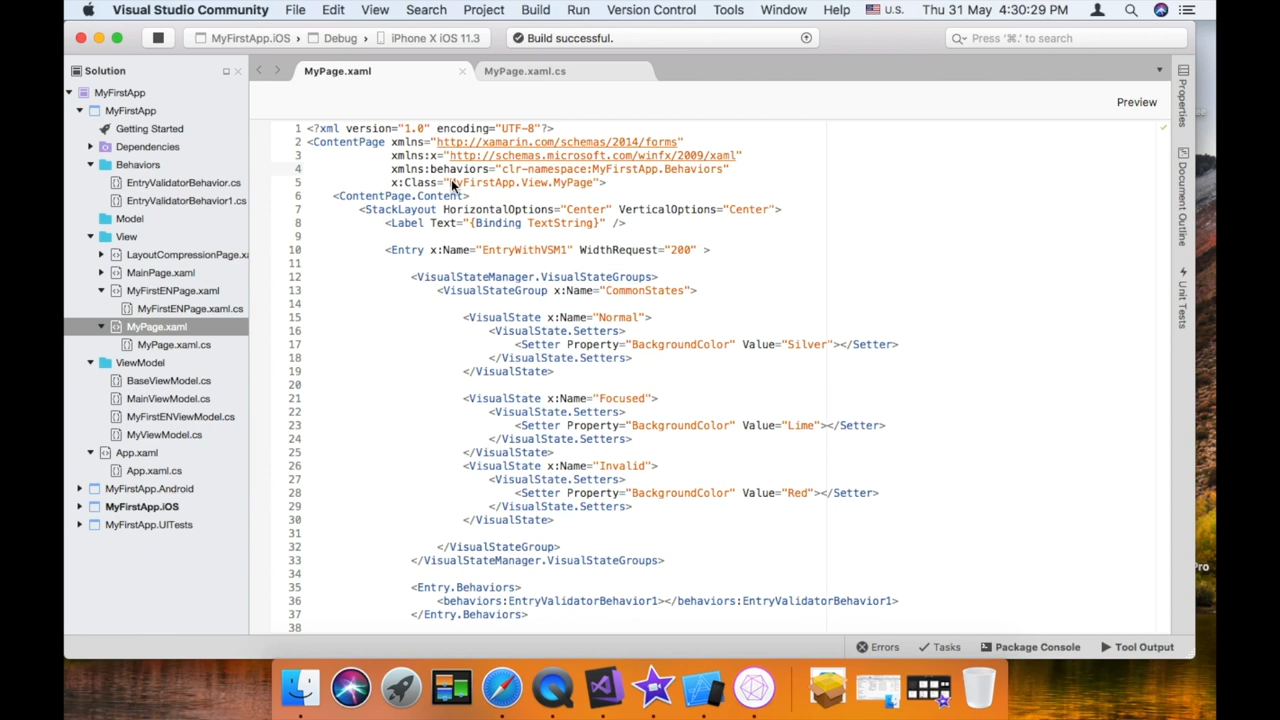 Visual Studio Community File Edit View Search Project Build Run Version Control Tools Window Help U.S. Thu 31 May 4:30:29 PM
MyFirstApp.iOS Debug iPhone X iOS 11.3 Build successful. Press '⌘.' to search
Solution
MyFirstApp
MyFirstApp
Getting Started
Dependencies
Behaviors
EntryValidatorBehavior.cs
EntryValidatorBehavior1.cs
Model
View
LayoutCompressionPage.xa
MainPage.xaml
MyFirstENPage.xaml
MyFirstENPage.xaml.cs
MyPage.xaml
MyPage.xaml.cs
ViewModel
BaseViewModel.cs
MainViewModel.cs
MyFirstENViewModel.cs
MyViewModel.cs
App.xaml
App.xaml.cs
MyFirstApp.Android
MyFirstApp.iOS
MyFirstApp.UITests
MyPage.xaml MyPage.xaml.cs
Preview
1 <?xml version="1.0" encoding="UTF-8"?>
2 <ContentPage xmlns="http://xamarin.com/schemas/2014/forms"
3 xmlns:x="http://schemas.microsoft.com/winfx/2009/xaml"
4 xmlns:behaviors="clr-namespace:MyFirstApp.Behaviors"
5 x:Class="MyFirstApp.View.MyPage">
6 <ContentPage.Content>
7 <StackLayout HorizontalOptions="Center" VerticalOptions="Center">
8 <Label Text="{Binding TextString}" />
9
10 <Entry x:Name="EntryWithVSM1" WidthRequest="200" >
11
12 <VisualStateManager.VisualStateGroups>
13 <VisualStateGroup x:Name="CommonStates">
14
15 <VisualState x:Name="Normal">
16 <VisualState.Setters>
17 <Setter Property="BackgroundColor" Value="Silver"></Setter>
18 </VisualState.Setters>
19 </VisualState>
20
21 <VisualState x:Name="Focused">
22 <VisualState.Setters>
23 <Setter Property="BackgroundColor" Value="Lime"></Setter>
24 </VisualState.Setters>
25 </VisualState>
26 <VisualState x:Name="Invalid">
27 <VisualState.Setters>
28 <Setter Property="BackgroundColor" Value="Red"></Setter>
29 </VisualState.Setters>
30 </VisualState>
31
32 </VisualStateGroup>
33 </VisualStateManager.VisualStateGroups>
34
35 <Entry.Behaviors>
36 <behaviors:EntryValidatorBehavior1></behaviors:EntryValidatorBehavior1>
37 </Entry.Behaviors>
38
Properties
Document Outline
Unit Tests
Pro
Errors Tasks Package Console Tool Output